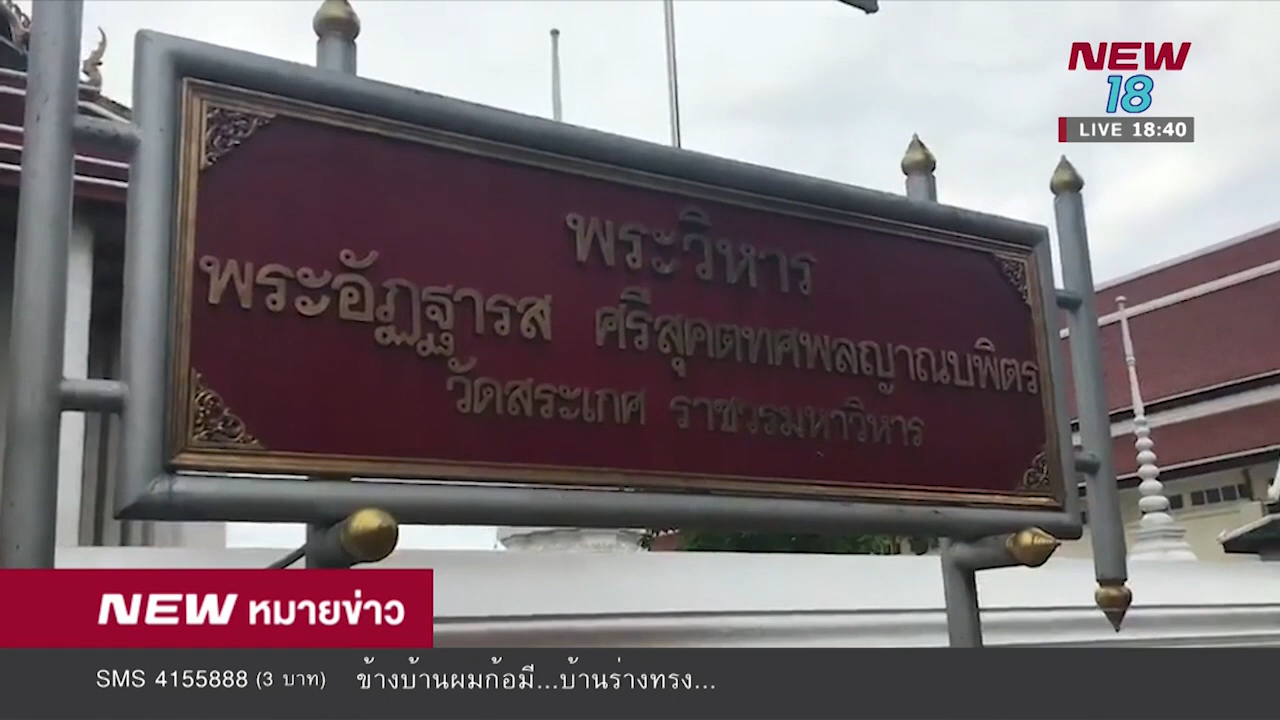 NEW
18
LIVE 18:40
พระวิหาร
พระอัฏฐารส ศรีสุคตทศพลญาณบพิตร
วัดสระเกศ ราชวรมหาวิหาร
NEW หมายข่าว
SMS 4155888 (3 บาท) ข้างบ้านผมก้อมี...บ้านร่างทรง...